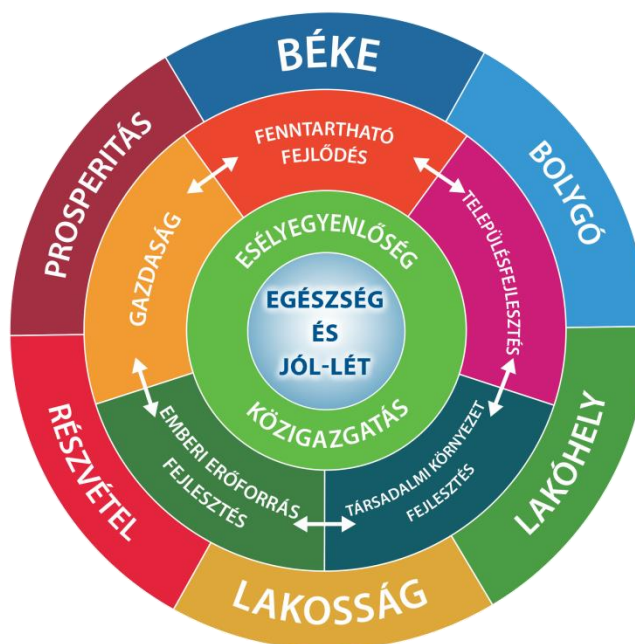 BÉKE
BOLYGÓ
LAKÓHELY
LAKOSSÁG
RÉSZVÉTEL
PROSPERITÁS
FENNTARTHATÓ
FEJLŐDÉS
TELEPÜLÉSFEJLESZTÉS
TÁRSADALMI KÖRNYEZET
FEJLESZTÉS
EMBERI ERŐFORRÁS
FEJLESZTÉS
GAZDASÁG
ESÉLYEGYENLŐSÉG
KÖZIGAZGATÁS
EGÉSZSÉG
ÉS
JÓL-LÉT